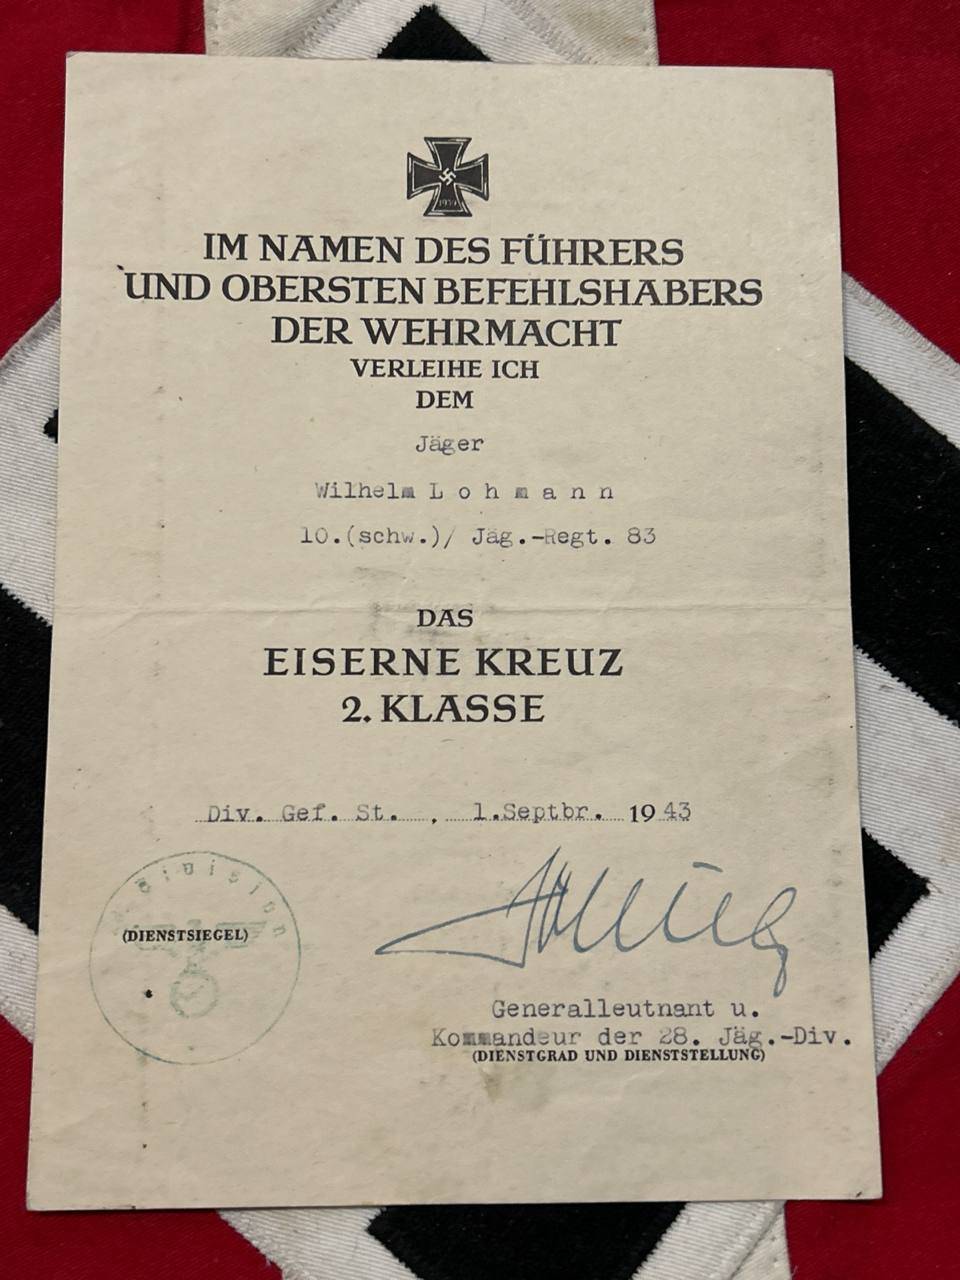 1939
IM NAMEN DES FÜHRERS
UND OBERSTEN BEFEHLSHABERS
DER WEHRMACHT
VERLEIHE ICH
DEM
Jäger
Wilhelm Lohmann
10.(schw.)/ Jäg.-Regt. 83
DAS
EISERNE KREUZ
2. KLASSE
Div. Gef. St. , 1.Septbr. 1943
Division
(DIENSTSIEGEL)
Generalleutnant u.
Kommandeur der 28. Jäg.-Div.
(DIENSTGRAD UND DIENSTSTELLUNG)